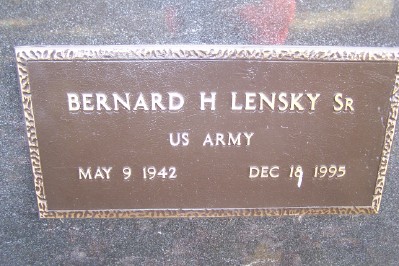 BERNARD H LENSKY SR
US ARMY
MAY 9 1942 DEC 18 1995